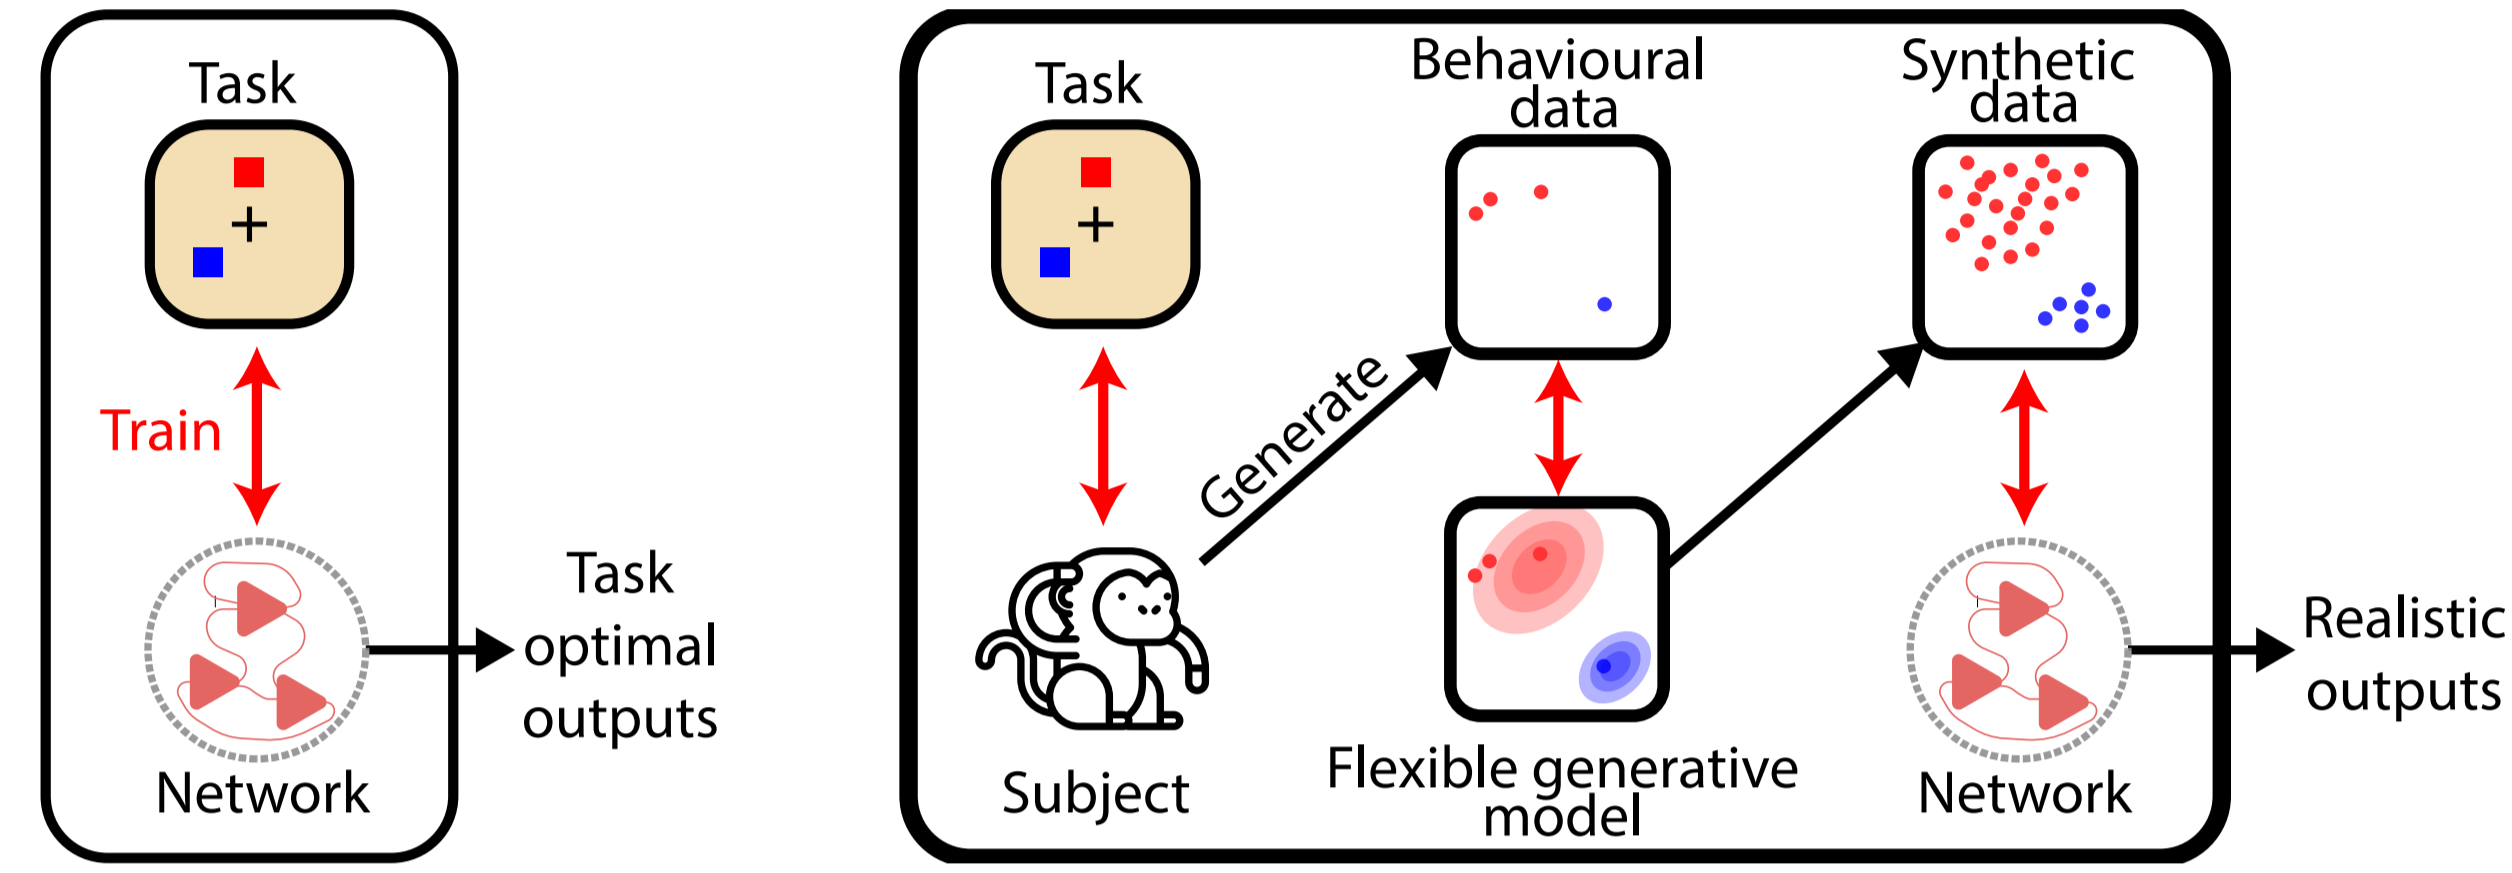 Task
Train
Network
Task
optimal
outputs
Task
Subject
Generate
Behavioural
data
Flexible generative
model
Synthetic
data
Network
Realistic
outputs